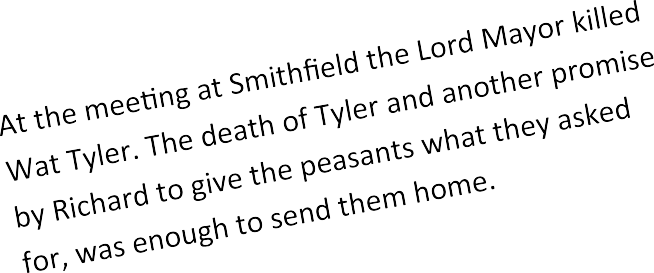 At the meeting at Smithfield the Lord Mayor killed
Wat Tyler. The death of Tyler and another promise
by Richard to give the peasants what they asked
for, was enough to send them home.